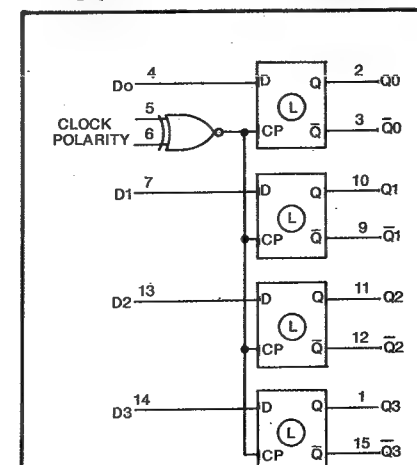 Do 4 D Q 2 Q0
L
5
CLOCK
POLARITY 6 CP Q̅ 3 Q̅0
D1 7 D Q 10 Q1
L
CP Q̅ 9 Q̅1
D2 13 D Q 11 Q2
L
CP Q̅ 12 Q̅2
D3 14 D Q 1 Q3
L
CP Q̅ 15 Q̅3